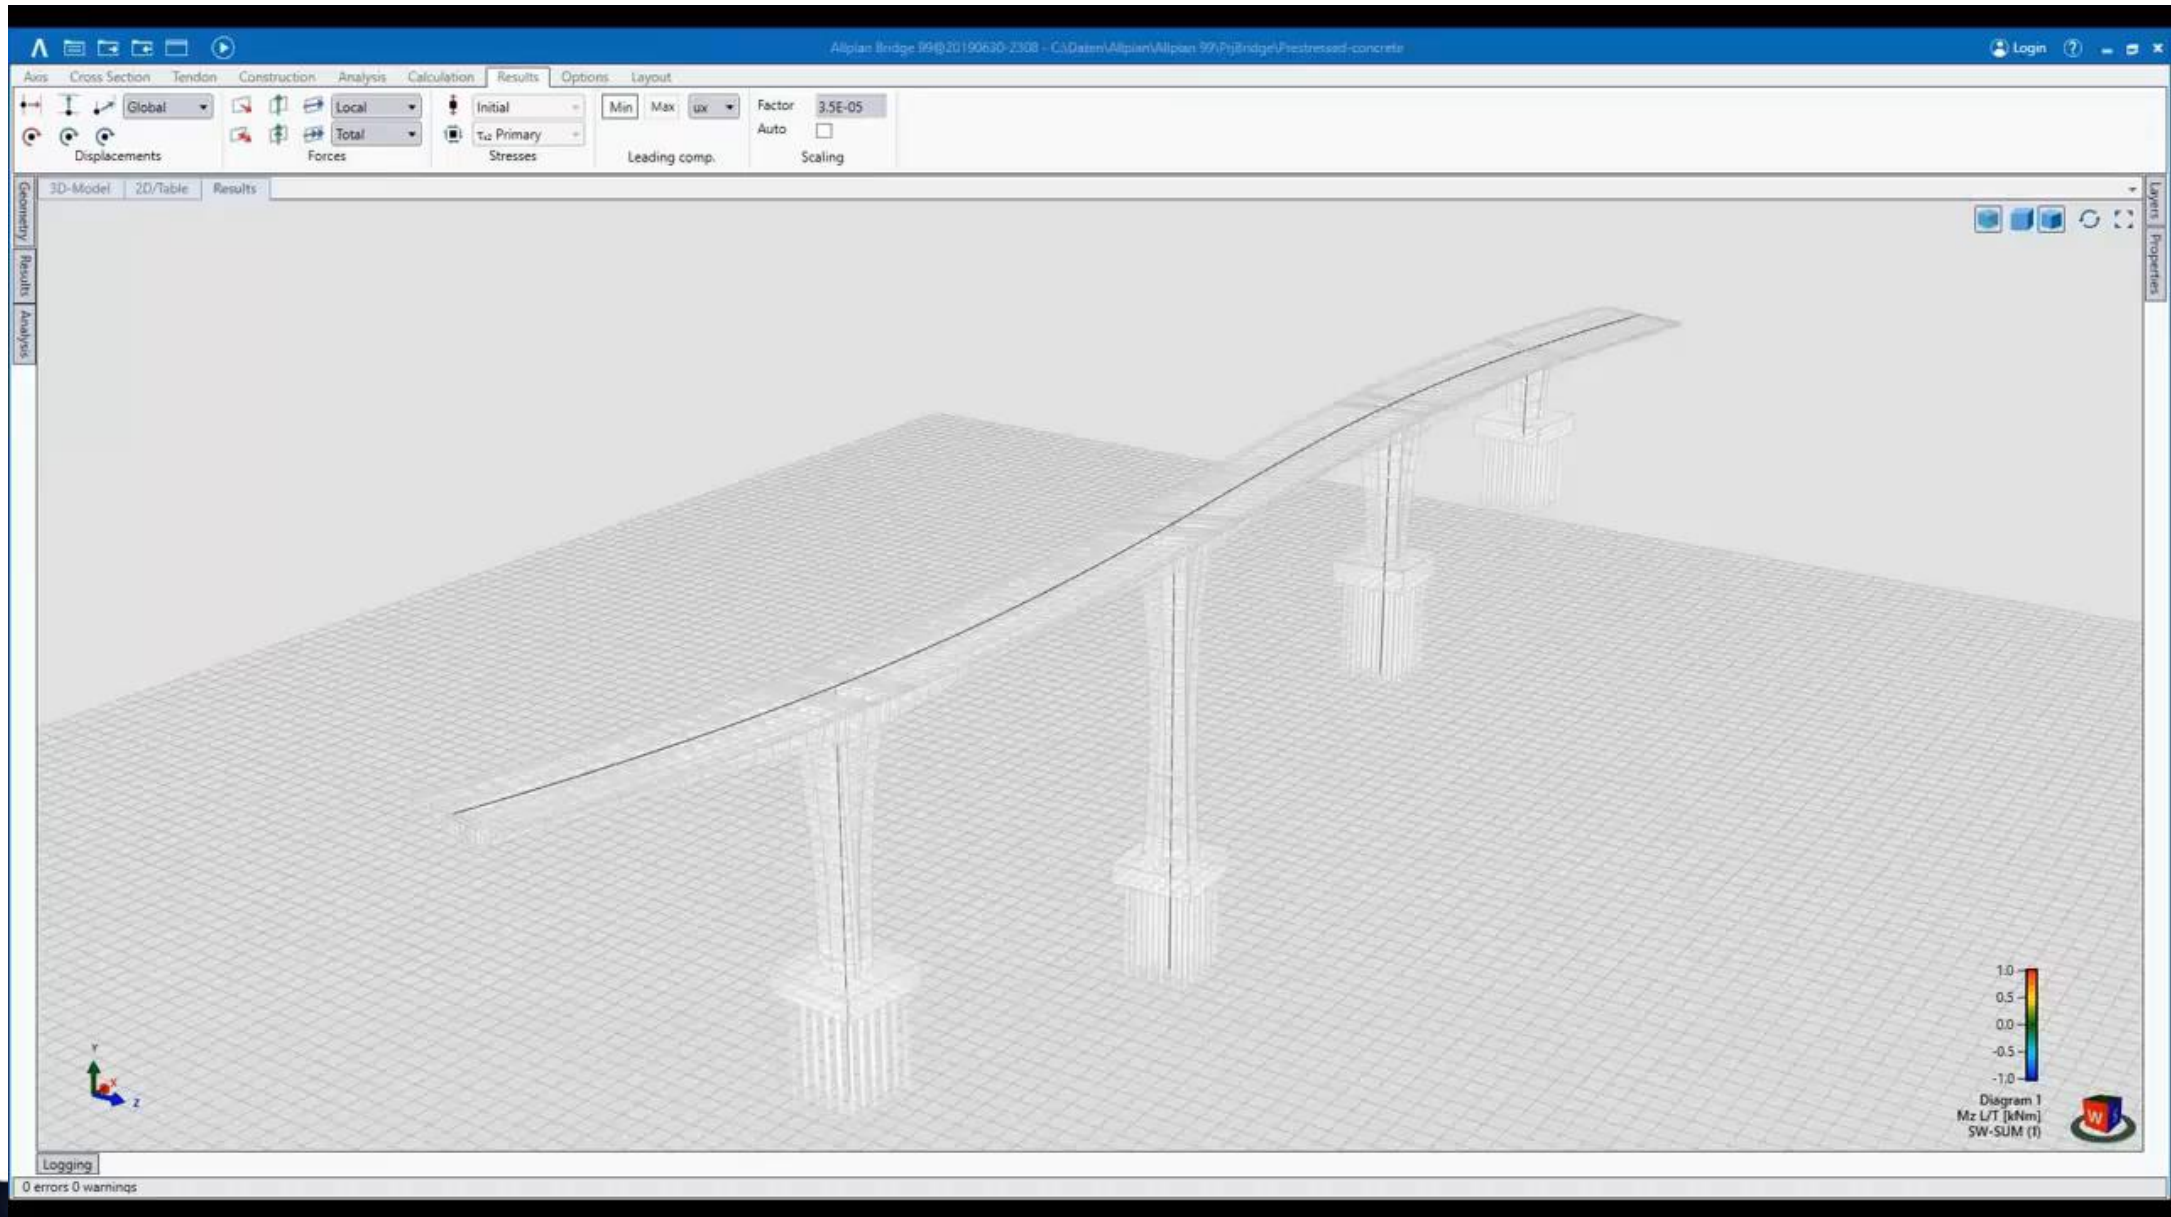 Allplan Bridge 99@20190630-2308 - C:\Daten\Allplan\Allplan 99\PrjBridge\Prestressed-concrete
Login
Axis Cross Section Tendon Construction Analysis Calculation Results Options Layout
Global Local Initial Min Max ux Factor 3.5E-05
Total Primary Auto
Displacements Forces Stresses Leading comp. Scaling
3D-Model 2D/Table Results
Geometry
Results
Analysis
Layers
Properties
1.0
0.5
0.0
-0.5
-1.0
Diagram 1
Mz L/T [kNm]
SW-SUM (1)
Y
X
Z
W
Logging
0 errors 0 warnings